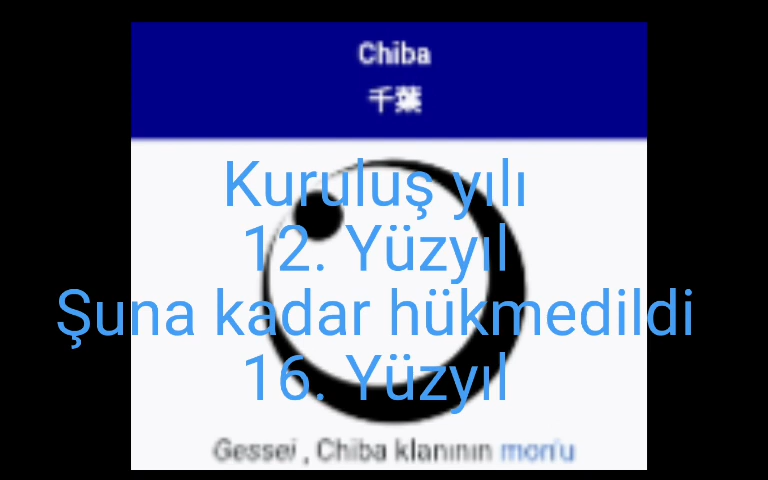 Chiba
千葉
Kuruluş yılı
12. Yüzyıl
Şuna kadar hükmedildi
16. Yüzyıl
Gessei , Chiba klanının mon'u